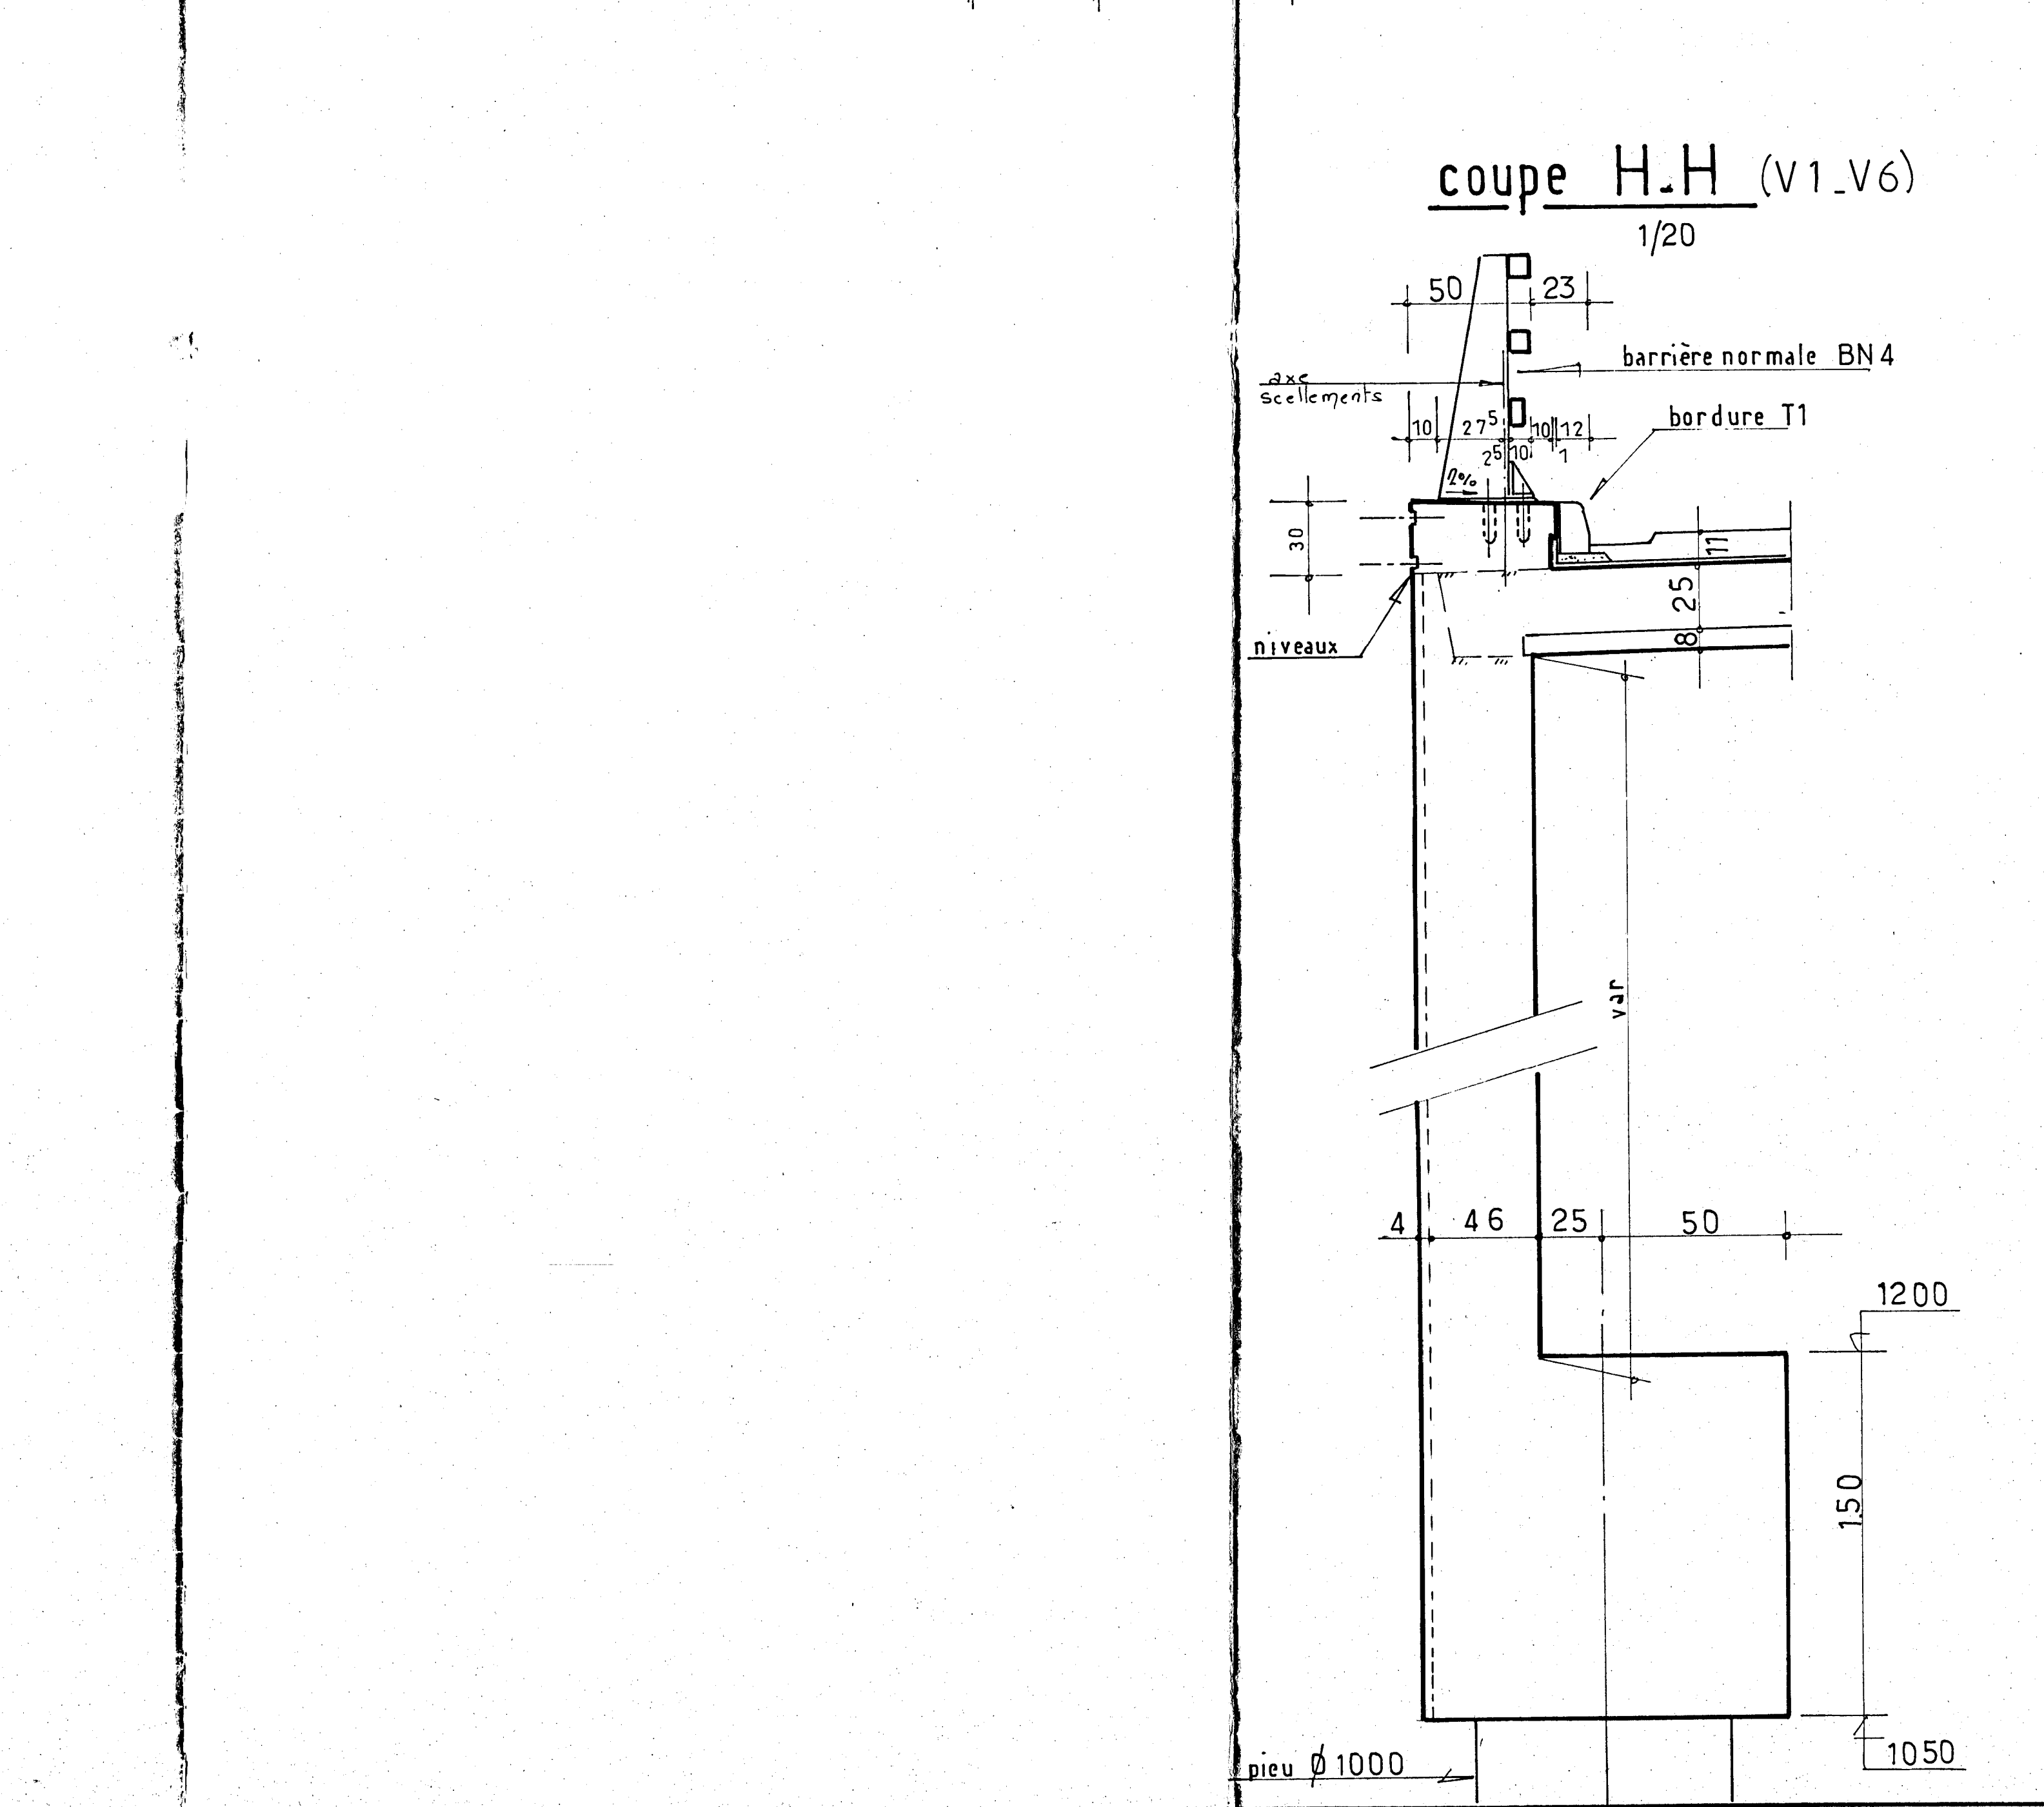 coupe H-H (V1-V6)
1/20
50 23
barrière normale BN4
axe
scellements
bordure T1
10 27⁵ 10 12
2⁵ 10 1
2%
30
11
25
niveaux
8
var
4 46 25 50
1200
150
1050
pieu Ø 1000